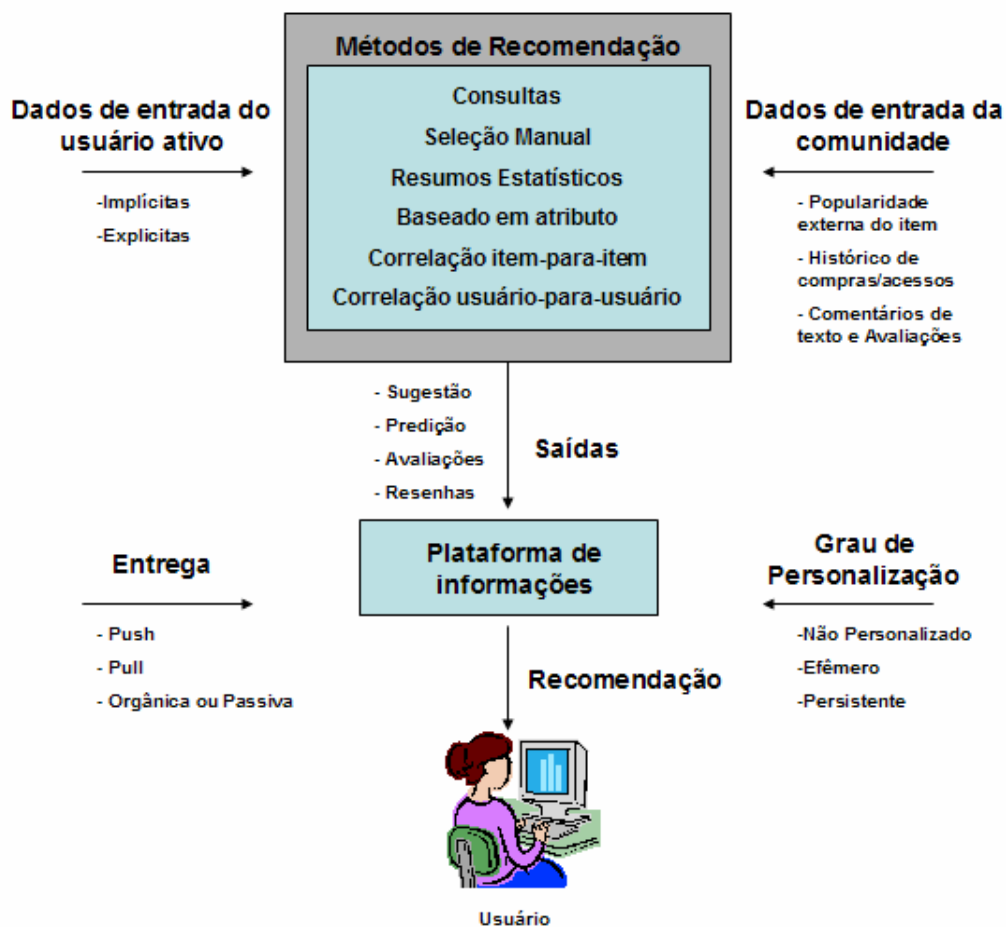 Métodos de Recomendação
Consultas
Seleção Manual
Resumos Estatísticos
Baseado em atributo
Correlação item-para-item
Correlação usuário-para-usuário
Dados de entrada do
usuário ativo
-Implícitas
-Explicitas
Dados de entrada da
comunidade
- Popularidade
externa do item
- Histórico de
compras/acessos
- Comentários de
texto e Avaliações
- Sugestão
- Predição
- Avaliações
- Resenhas
Saídas
Entrega
- Push
- Pull
- Orgânica ou Passiva
Plataforma de
informações
Grau de
Personalização
-Não Personalizado
-Efêmero
-Persistente
Recomendação
Usuário